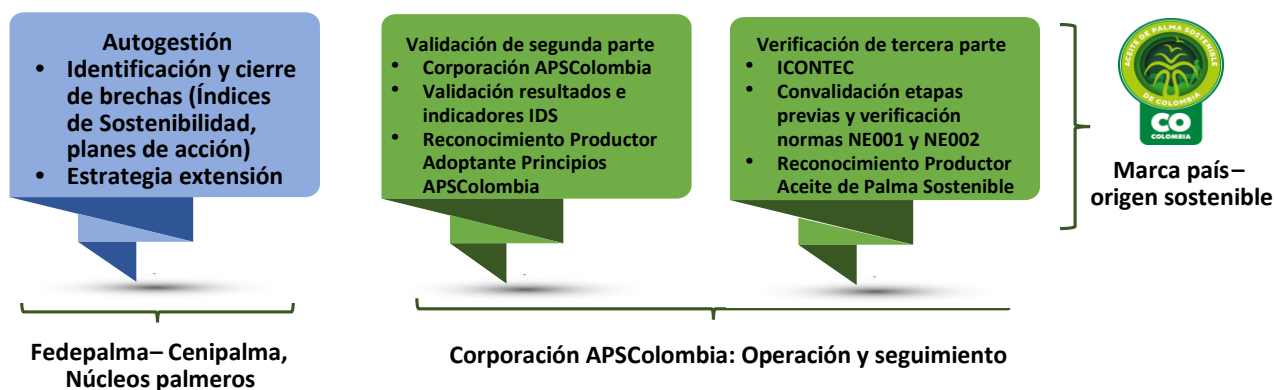 Autogestión
• Identificación y cierre
de brechas (Índices
de Sostenibilidad,
planes de acción)
• Estrategia extensión
Validación de segunda parte
• Corporación APSColombia
• Validación resultados e
indicadores IDS
• Reconocimiento Productor
Adoptante Principios
APSColombia
Verificación de tercera parte
• ICONTEC
• Convalidación etapas
previas y verificación
normas NE001 y NE002
• Reconocimiento Productor
Aceite de Palma Sostenible
ACEITE DE PALMA SOSTENIBLE
DE COLOMBIA
CO
COLOMBIA
Marca país–
origen sostenible
Fedepalma– Cenipalma,
Núcleos palmeros
Corporación APSColombia: Operación y seguimiento